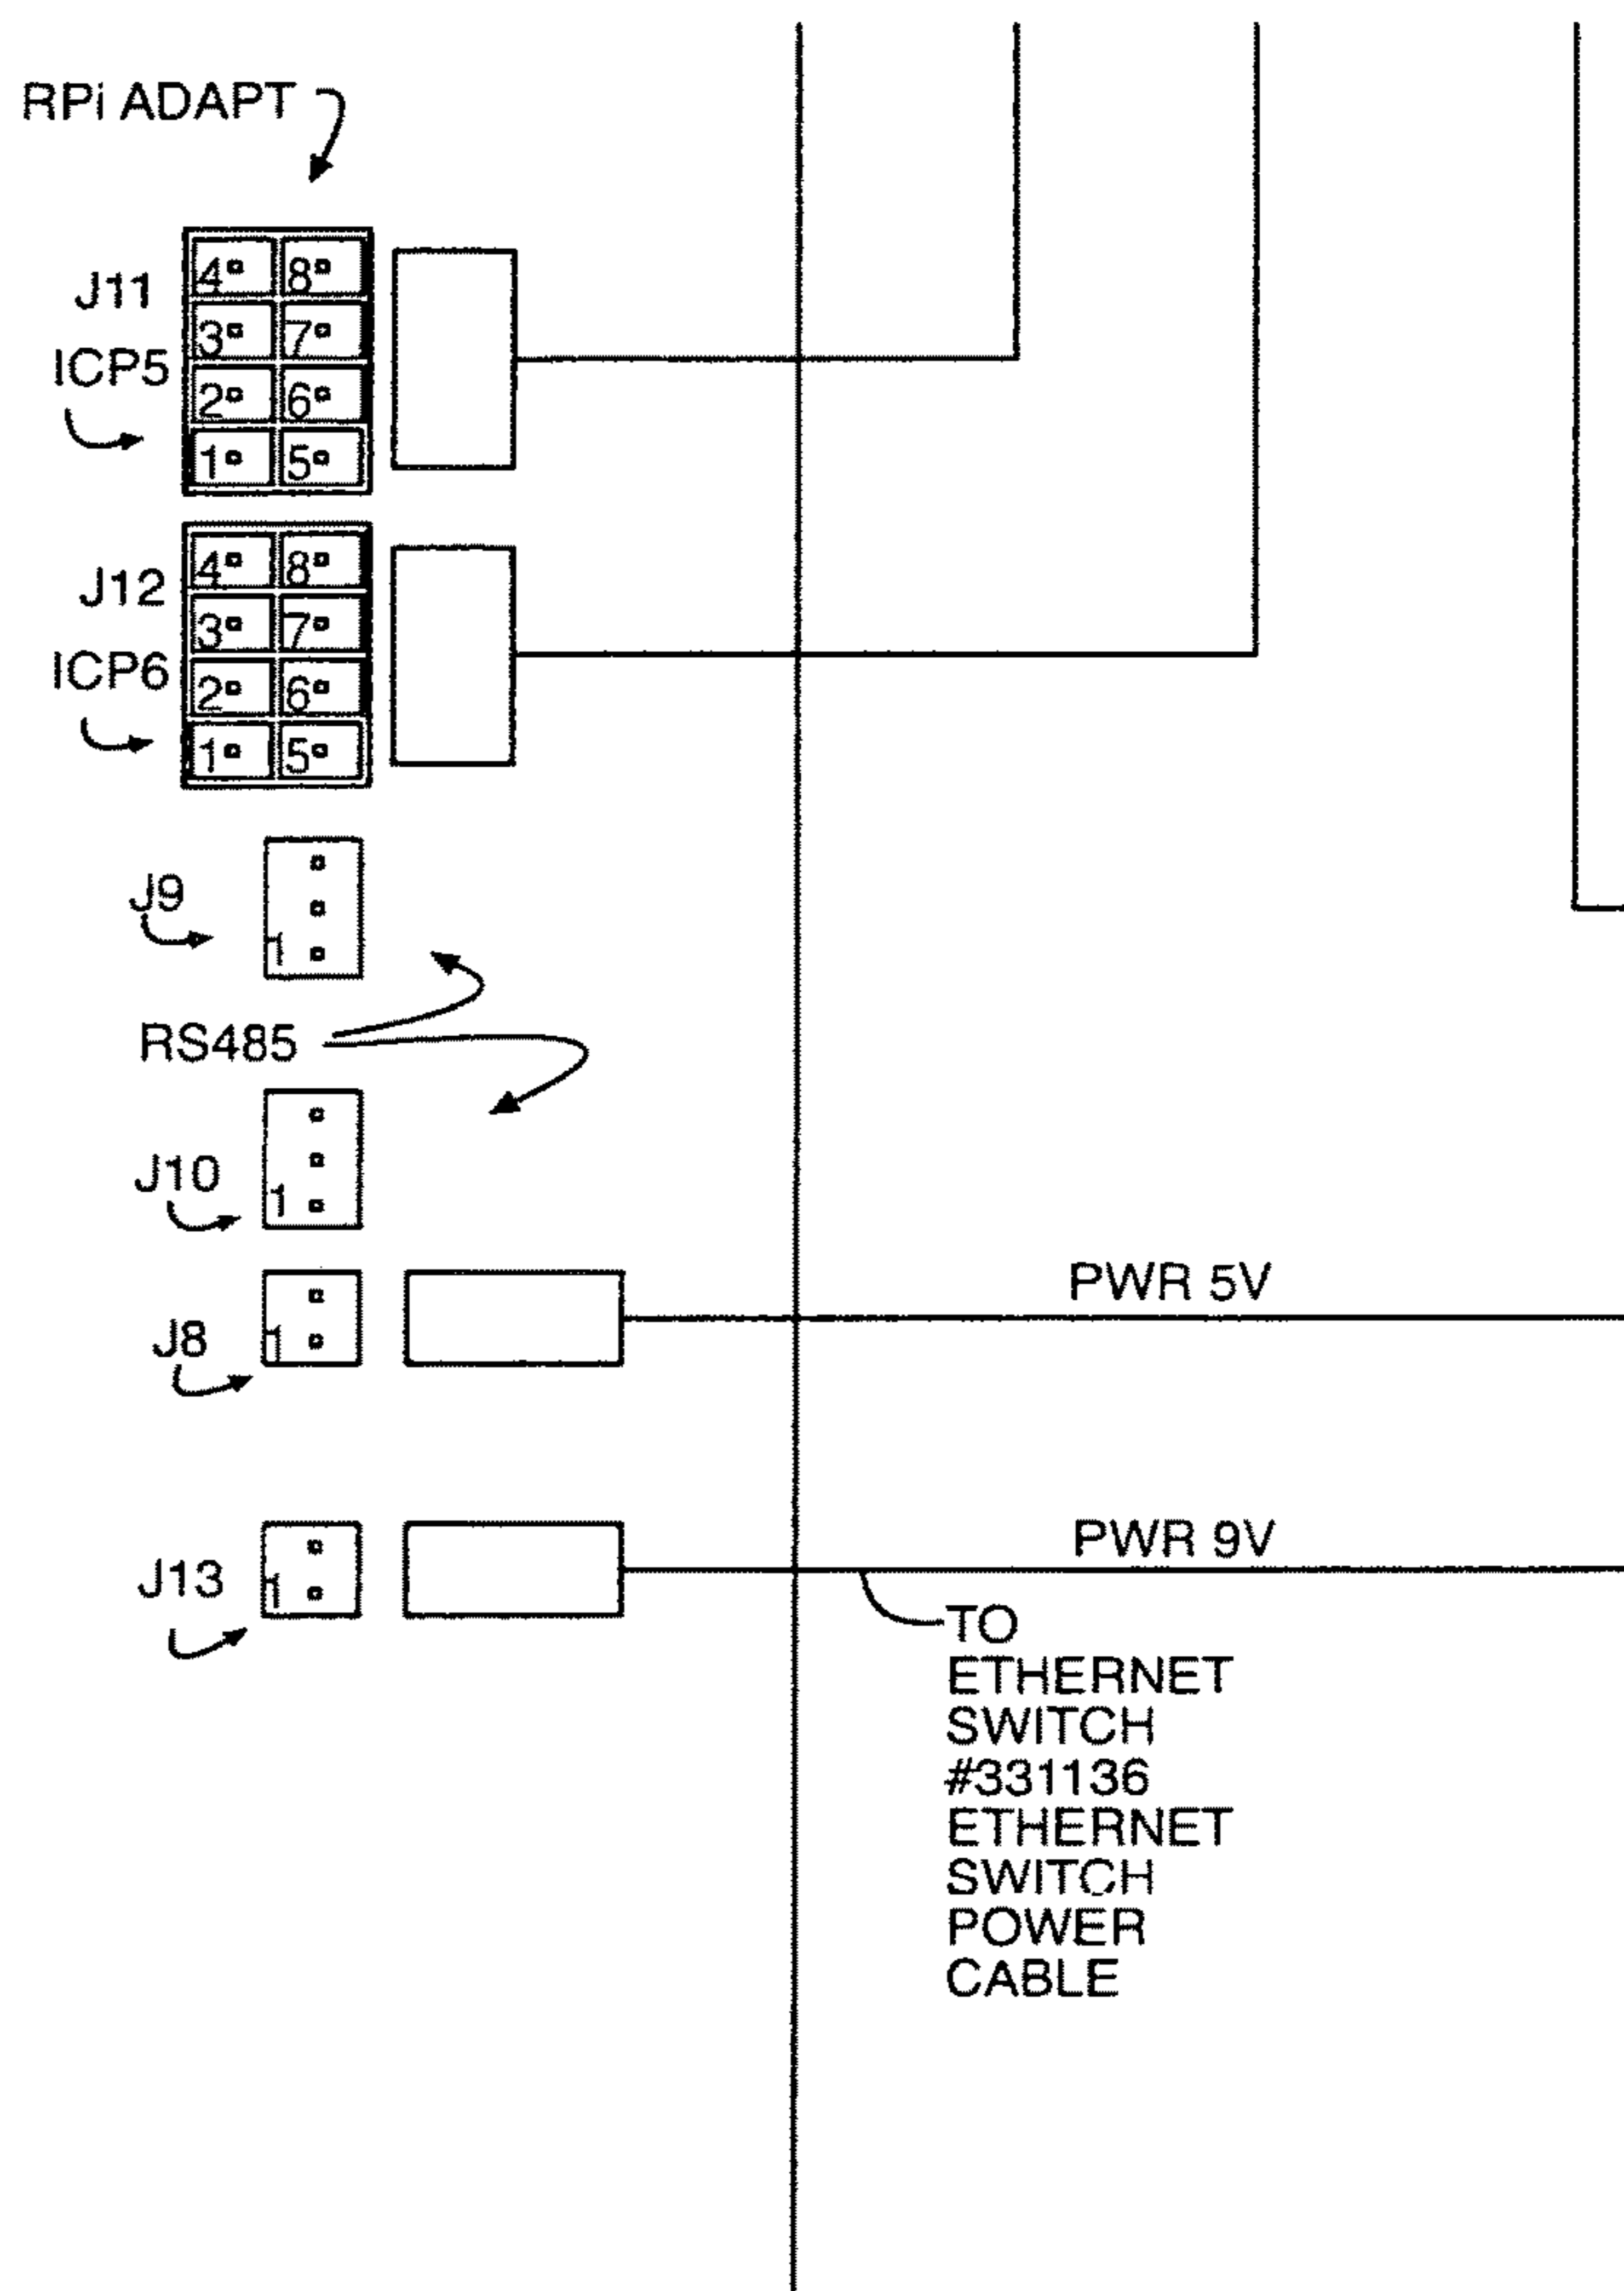 RPi ADAPT
J11
ICP5
4 8
3 7
2 6
1 5
J12
ICP6
4 8
3 7
2 6
1 5
J9
1
RS485
J10
1
J8
1
PWR 5V
J13
1
PWR 9V
TO
ETHERNET
SWITCH
#331136
ETHERNET
SWITCH
POWER
CABLE